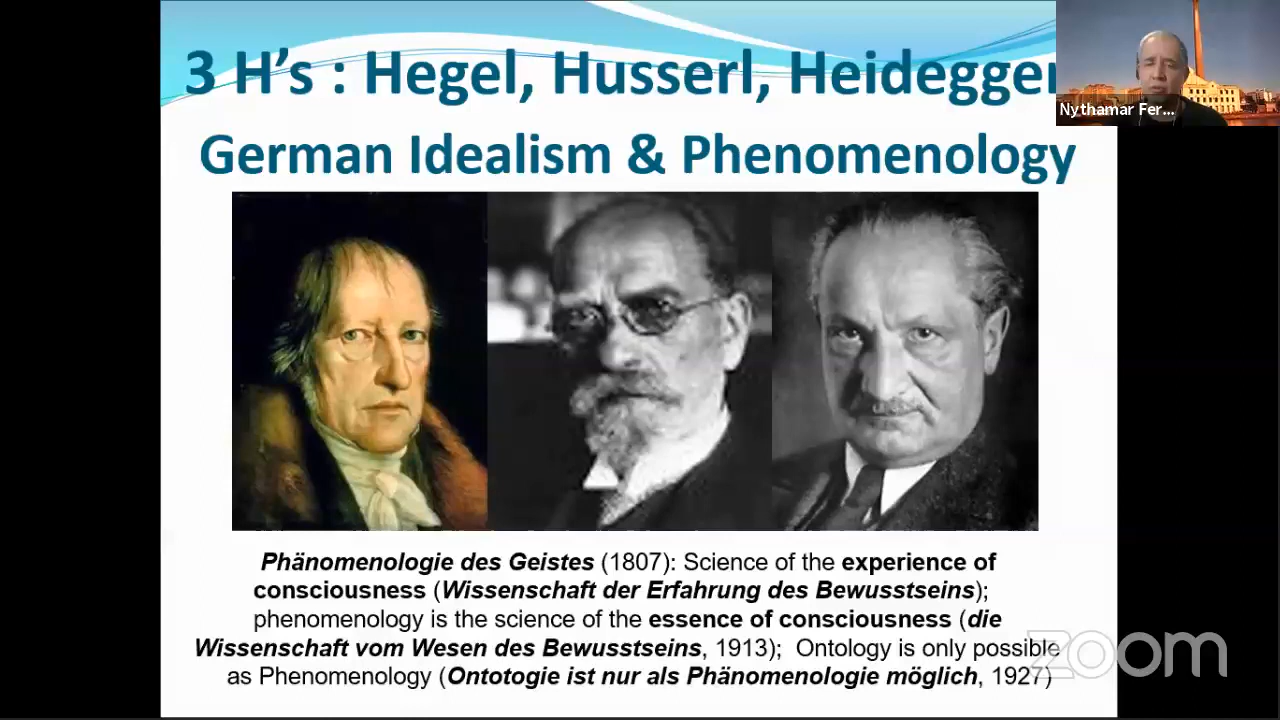 3 H's : Hegel, Husserl, Heidegger
German Idealism & Phenomenology
Nythamar Fer...
Phänomenologie des Geistes (1807): Science of the experience of
consciousness (Wissenschaft der Erfahrung des Bewusstseins);
phenomenology is the science of the essence of consciousness (die
Wissenschaft vom Wesen des Bewusstseins, 1913); Ontology is only possible
as Phenomenology (Ontotogie ist nur als Phänomenologie möglich, 1927)
zoom